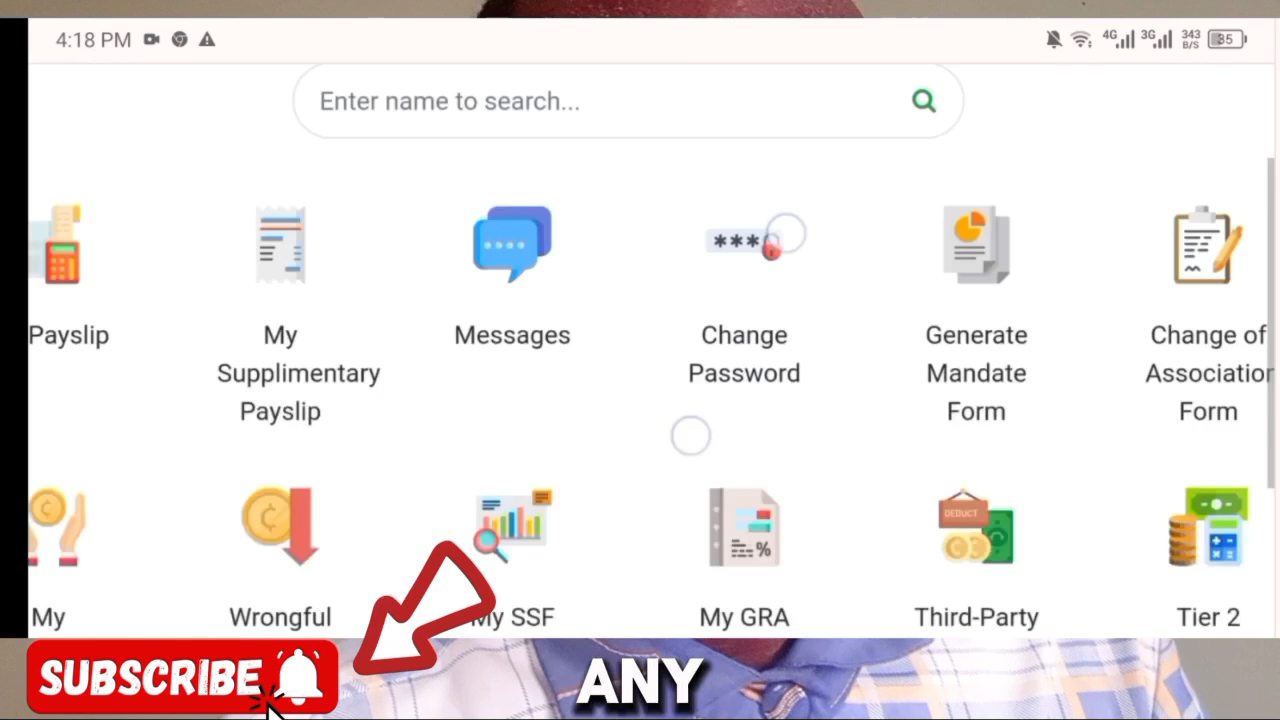 4:18 PM
4G 3G 343 B/S 35
Enter name to search...
Payslip
My
Supplimentary
Payslip
Messages
***
Change
Password
Generate
Mandate
Form
Change of
Association
Form
My
Wrongful
My SSF
%
My GRA
DEDUCT
Third-Party
Tier 2
SUBSCRIBE
ANY